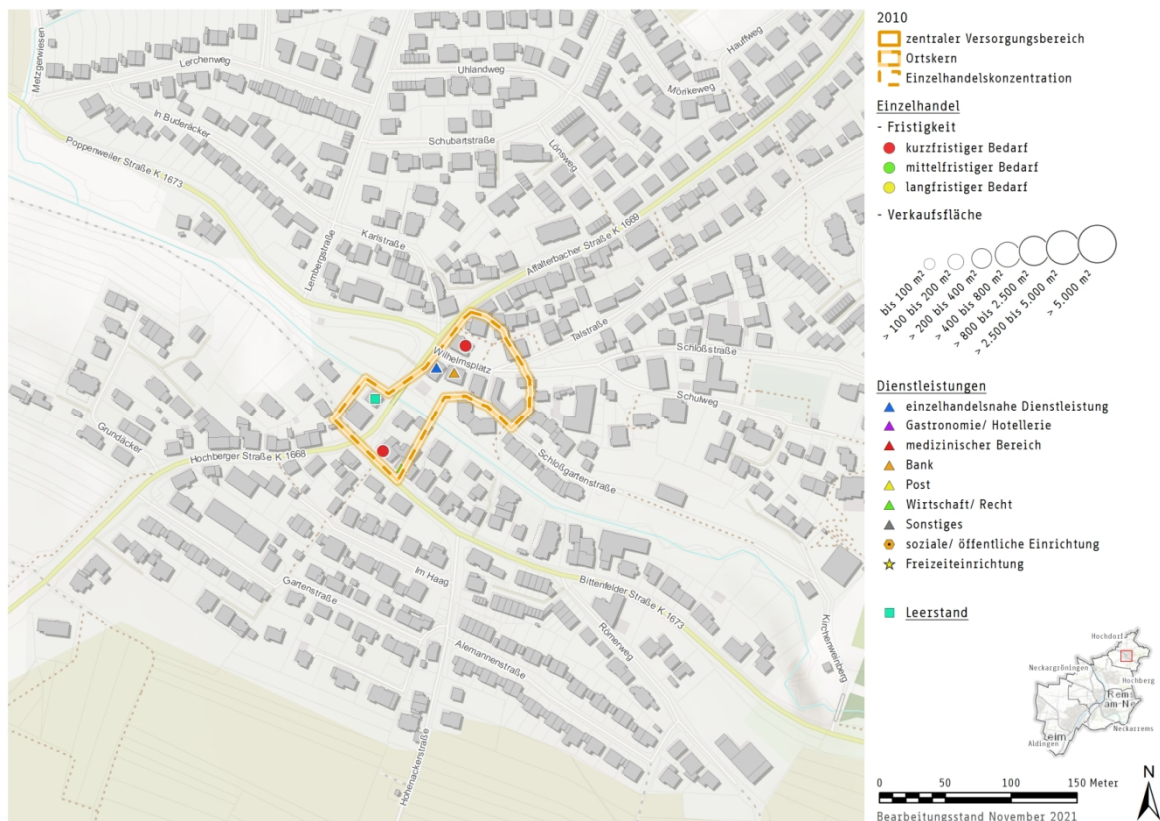 Metzgerwiesen
Lerchenweg
Uhlandweg
Hauffweg
Mörikeweg
In Buderäcker
Poppenweiler Straße K 1673
Schubartstraße
Lönsweg
Karlstraße
Lembergstraße
Affalterbacher Straße K 1669
Talstraße
Schloßstraße
Wilhelmsplatz
Schulweg
Grundäcker
Hochberger Straße K 1668
Schloßgartenstraße
Im Haag
Gartenstraße
Bittenfelder Straße K 1673
Römerweg
Alemannenstraße
Kirchenweinberg
Hohenackerstraße
2010
zentraler Versorgungsbereich
Ortskern
Einzelhandelskonzentration
Einzelhandel
- Fristigkeit
kurzfristiger Bedarf
mittelfristiger Bedarf
langfristiger Bedarf
- Verkaufsfläche
bis 100 m²
> 100 bis 200 m²
> 200 bis 400 m²
> 400 bis 800 m²
> 800 bis 2.500 m²
> 2.500 bis 5.000 m²
> 5.000 m²
Dienstleistungen
einzelhandelsnahe Dienstleistung
Gastronomie/ Hotellerie
medizinischer Bereich
Bank
Post
Wirtschaft/ Recht
Sonstiges
soziale/ öffentliche Einrichtung
Freizeiteinrichtung
Leerstand
Hochdorf
Neckargröningen
Hochberg
Rems
am Ne
Neckarrems
eim
Aldingen
N
0 50 100 150 Meter
Bearbeitungsstand November 2021